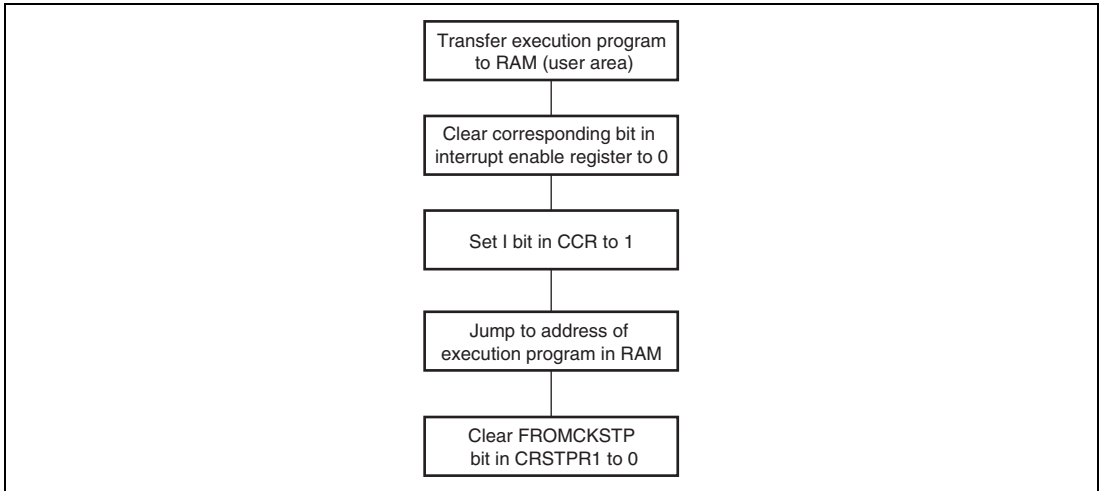 Transfer execution program
to RAM (user area)
Clear corresponding bit in
interrupt enable register to 0
Set I bit in CCR to 1
Jump to address of
execution program in RAM
Clear FROMCKSTP
bit in CRSTPR1 to 0